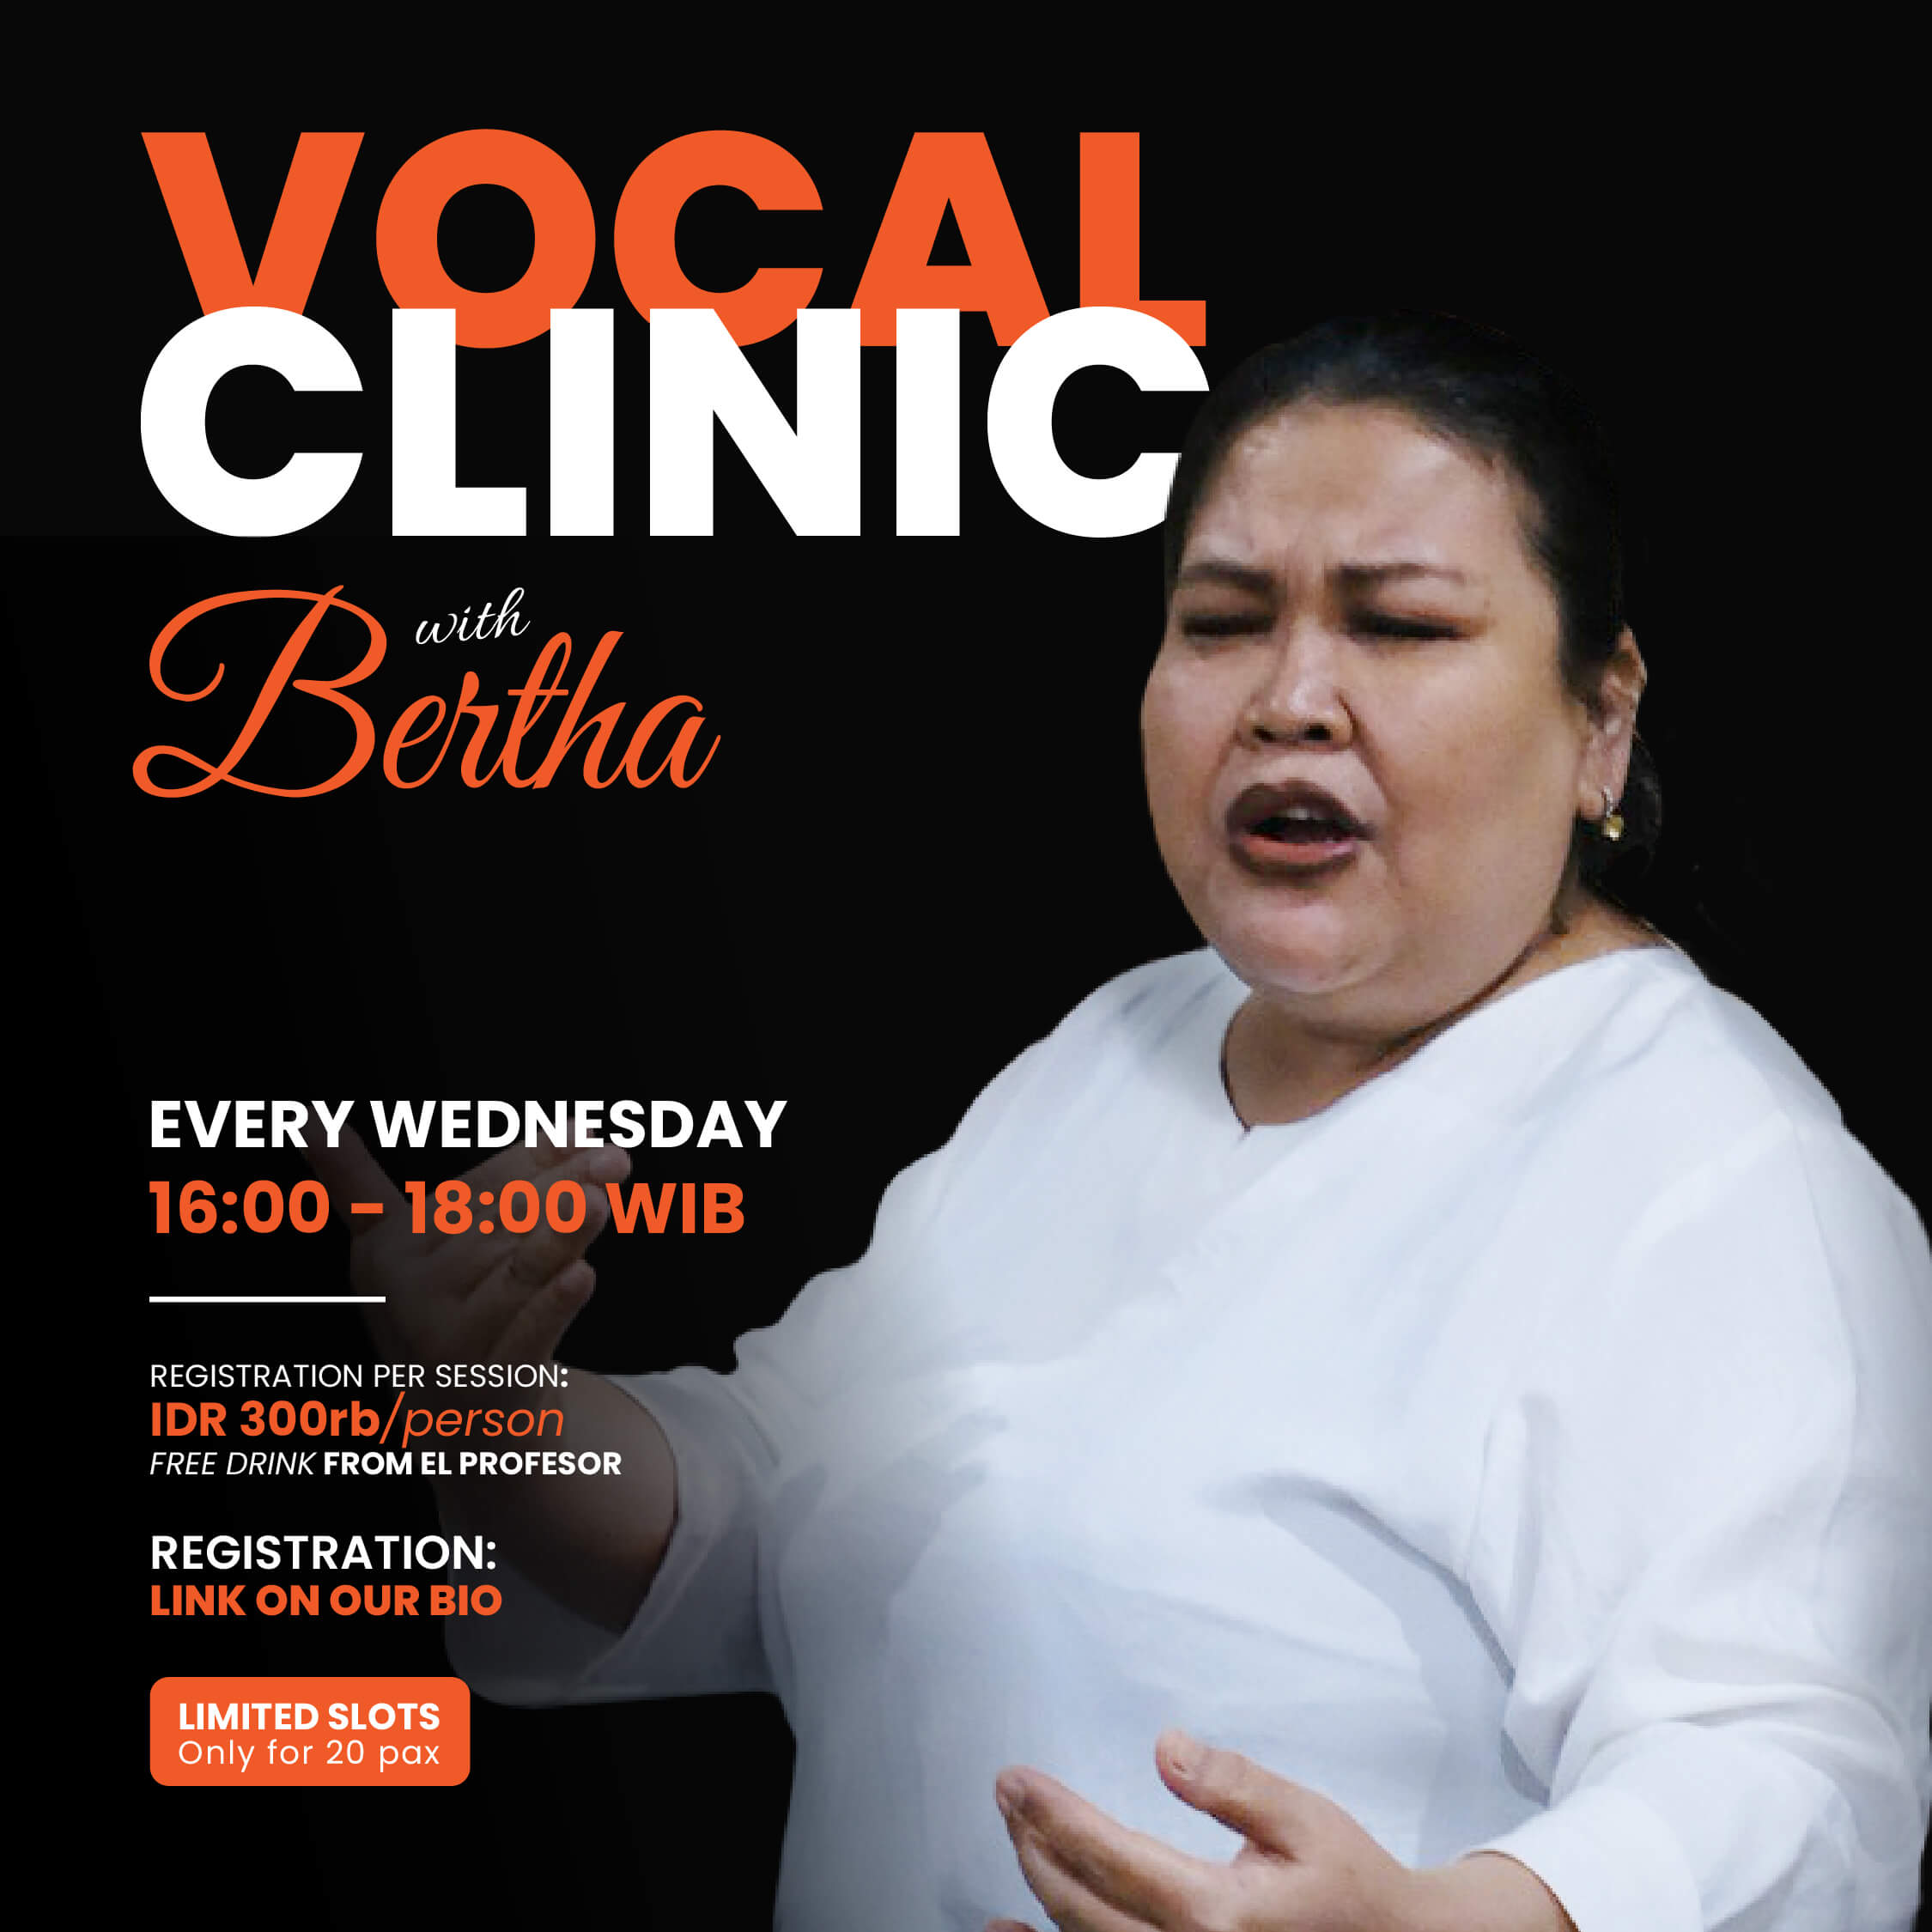 VOCAL
CLINIC
with
Bertha
EVERY WEDNESDAY
16:00 - 18:00 WIB
REGISTRATION PER SESSION:
IDR 300rb/person
FREE DRINK FROM EL PROFESOR
REGISTRATION:
LINK ON OUR BIO
LIMITED SLOTS
Only for 20 pax